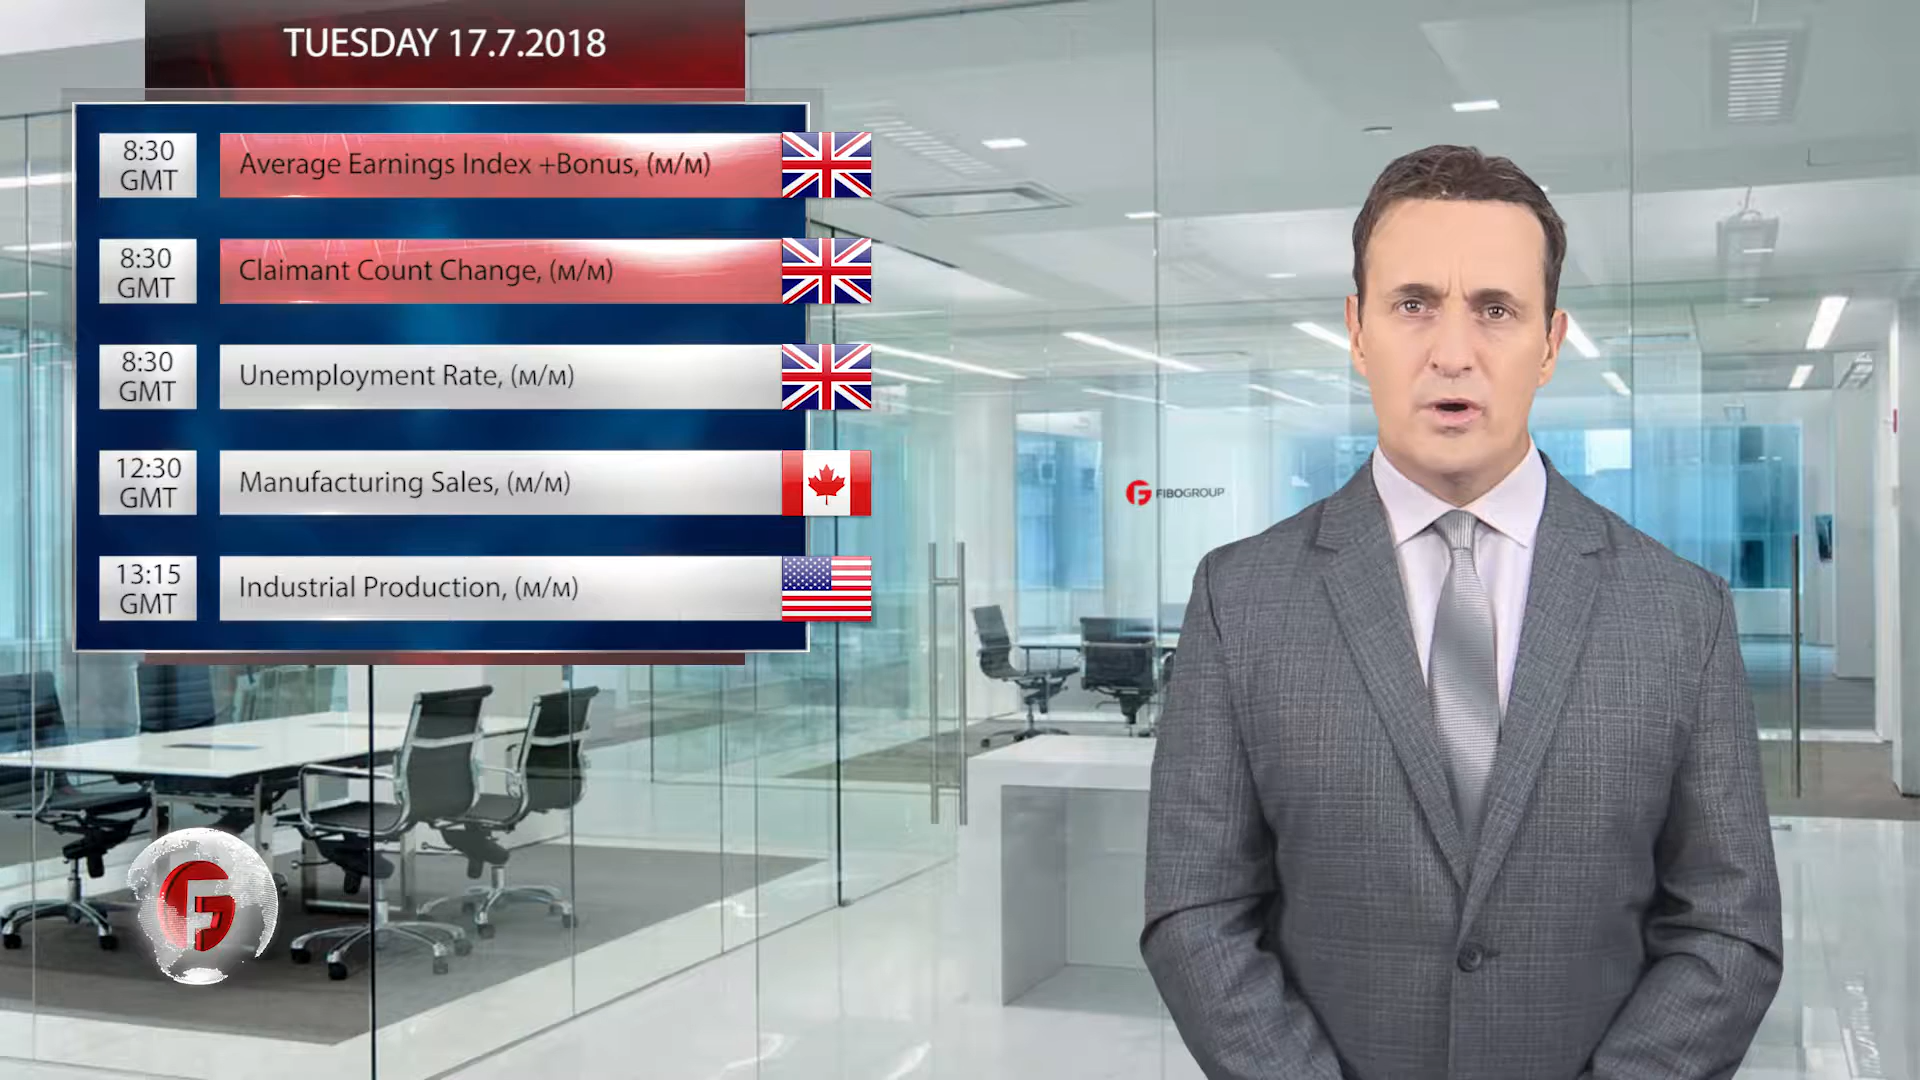 TUESDAY 17.7.2018
8:30
GMT
Average Earnings Index +Bonus, (м/м)
8:30
GMT
Claimant Count Change, (м/м)
8:30
GMT
Unemployment Rate, (м/м)
12:30
GMT
Manufacturing Sales, (м/м)
13:15
GMT
Industrial Production, (м/м)
FIBOGROUP